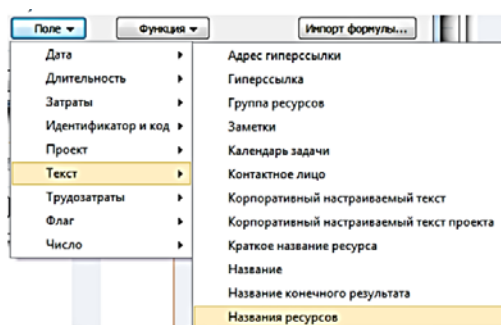 Поле Функция Импорт формулы...
Дата
Длительность
Затраты
Идентификатор и код
Проект
Текст
Трудозатраты
Флаг
Число
Адрес гиперссылки
Гиперссылка
Группа ресурсов
Заметки
Календарь задачи
Контактное лицо
Корпоративный настраиваемый текст
Корпоративный настраиваемый текст проекта
Краткое название ресурса
Название
Название конечного результата
Названия ресурсов